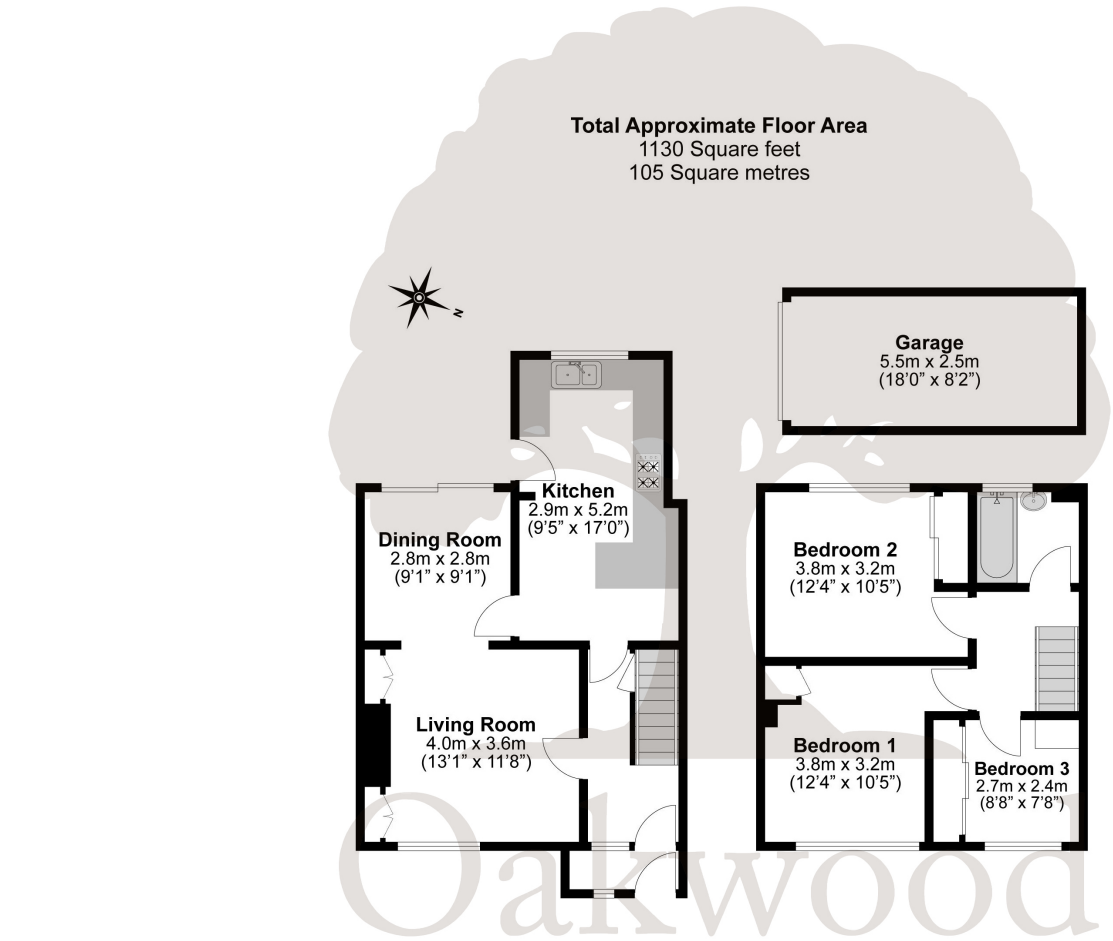 Total Approximate Floor Area
1130 Square feet
105 Square metres
N
Garage
5.5m x 2.5m
(18'0" x 8'2")
Kitchen
2.9m x 5.2m
(9'5" x 17'0")
Dining Room
2.8m x 2.8m
(9'1" x 9'1")
Bedroom 2
3.8m x 3.2m
(12'4" x 10'5")
Living Room
4.0m x 3.6m
(13'1" x 11'8")
Bedroom 1
3.8m x 3.2m
(12'4" x 10'5")
Bedroom 3
2.7m x 2.4m
(8'8" x 7'8")
Oakwood